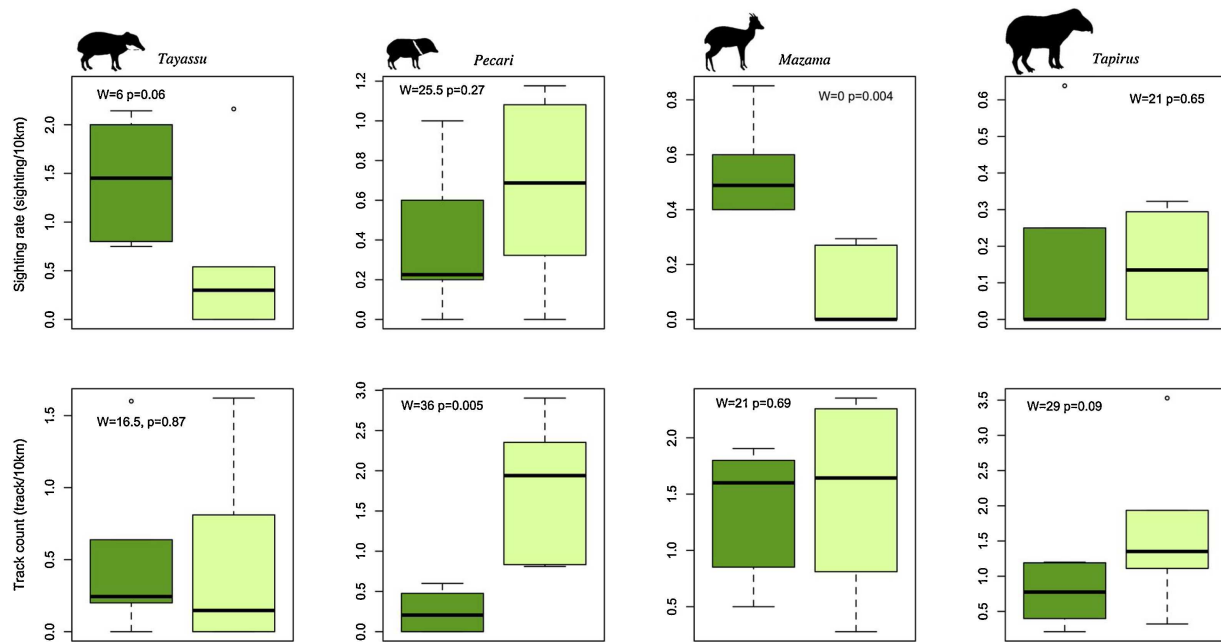 Tayassu
Pecari
Mazama
Tapirus
Sighting rate (sighting/10km)
W=6 p=0.06
0.0 0.5 1.0 1.5 2.0
W=25.5 p=0.27
0.0 0.2 0.4 0.6 0.8 1.0 1.2
W=0 p=0.004
0.0 0.2 0.4 0.6 0.8
W=21 p=0.65
0.0 0.1 0.2 0.3 0.4 0.5 0.6
Track count (track/10km)
W=16.5, p=0.87
0.0 0.5 1.0 1.5
W=36 p=0.005
0.0 0.5 1.0 1.5 2.0 2.5 3.0
W=21 p=0.69
0.5 1.0 1.5 2.0
W=29 p=0.09
0.5 1.0 1.5 2.0 2.5 3.0 3.5